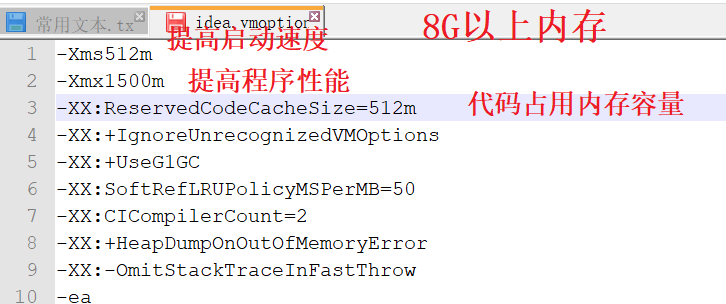 常用文本.tx
idea.vmoption
8G以上内存
提高启动速度
1 -Xms512m
2 -Xmx1500m 提高程序性能
3 -XX:ReservedCodeCacheSize=512m 代码占用内存容量
4 -XX:+IgnoreUnrecognizedVMOptions
5 -XX:+UseG1GC
6 -XX:SoftRefLRUPolicyMSPerMB=50
7 -XX:CICompilerCount=2
8 -XX:+HeapDumpOnOutOfMemoryError
9 -XX:-OmitStackTraceInFastThrow
10 -ea